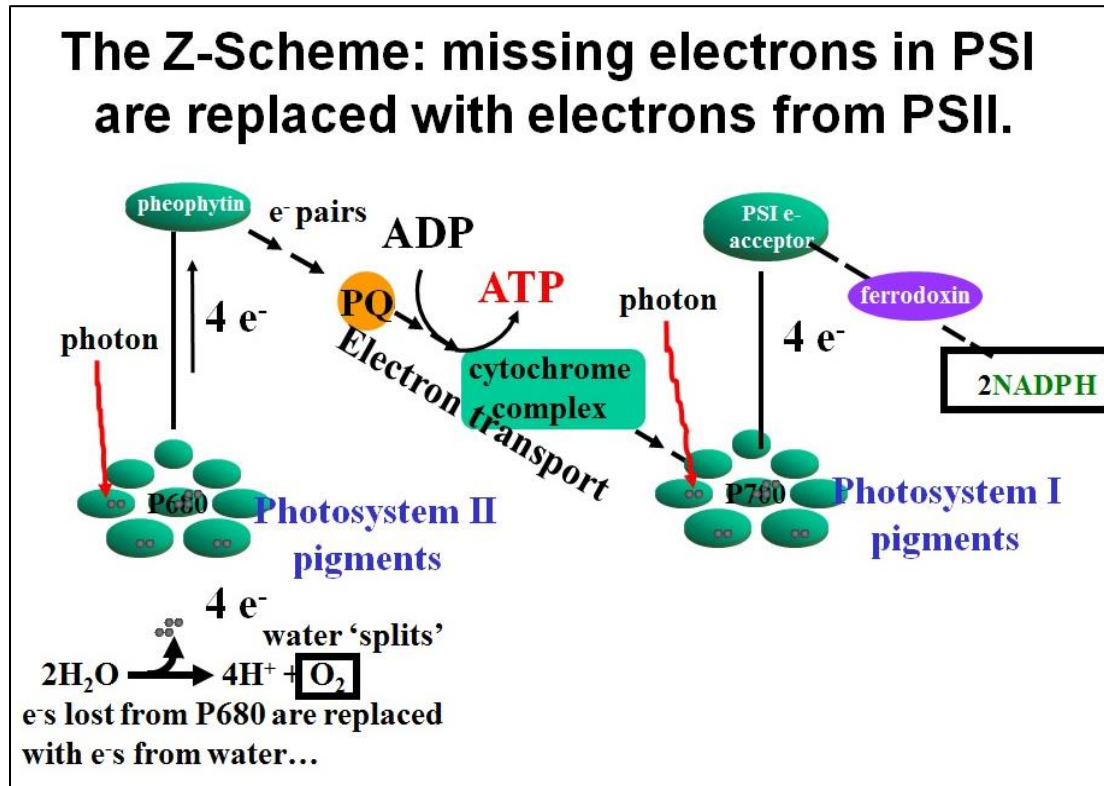 The Z-Scheme: missing electrons in PSI
are replaced with electrons from PSII.
pheophytin
e⁻ pairs
ADP
ATP
PQ
4 e⁻
photon
Electron transport
cytochrome
complex
photon
PSI e-
acceptor
ferrodoxin
4 e⁻
2NADPH
P680
Photosystem II
pigments
P700
Photosystem I
pigments
4 e⁻
water ‘splits’
2H₂O 4H⁺ + O₂
e⁻s lost from P680 are replaced
with e⁻s from water…